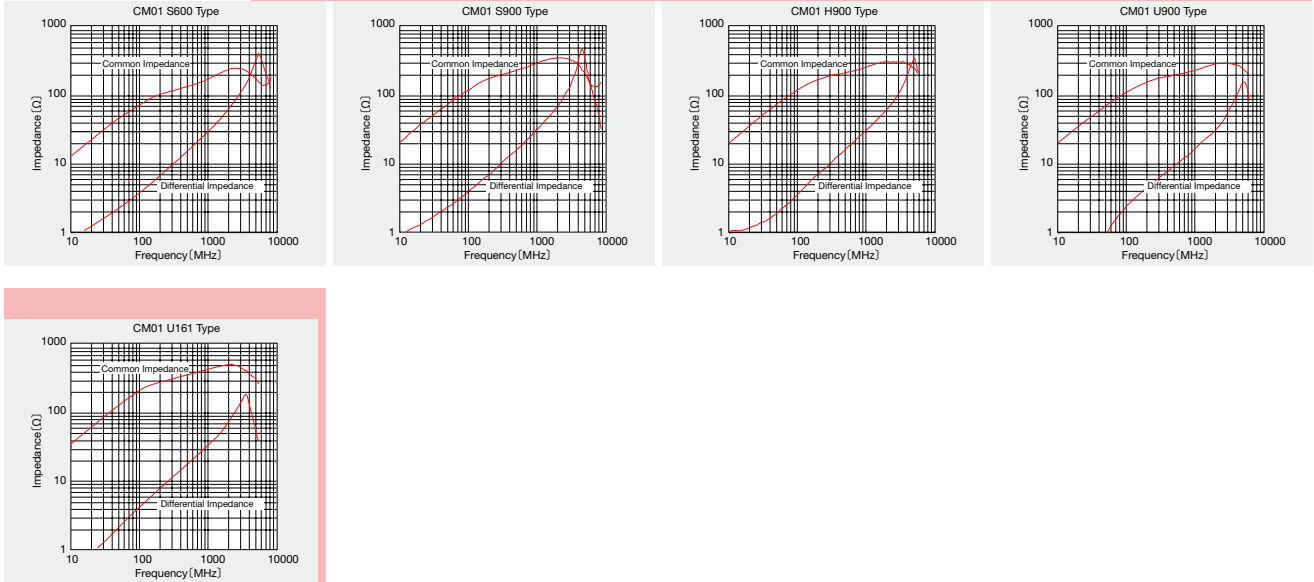 CM01 S600 Type
1000
100
10
1
Impedance〔Ω〕
Common Impedance
Differential Impedance
10 100 1000 10000
Frequency〔MHz〕
CM01 S900 Type
1000
100
10
1
Impedance〔Ω〕
Common Impedance
Differential Impedance
10 100 1000 10000
Frequency〔MHz〕
CM01 H900 Type
1000
100
10
1
Impedance〔Ω〕
Common Impedance
Differential Impedance
10 100 1000 10000
Frequency〔MHz〕
CM01 U900 Type
1000
100
10
1
Impedance〔Ω〕
Common Impedance
Differential Impedance
10 100 1000 10000
Frequency〔MHz〕
CM01 U161 Type
1000
100
10
1
Impedance〔Ω〕
Common Impedance
Differential Impedance
10 100 1000 10000
Frequency〔MHz〕